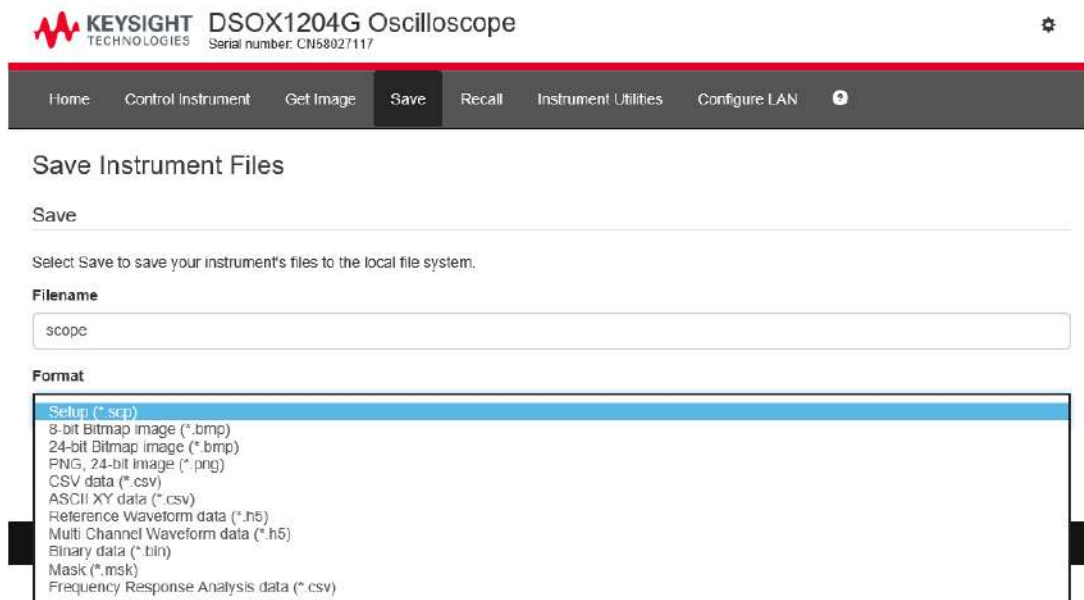 KEYSIGHT
TECHNOLOGIES
DSOX1204G Oscilloscope
Serial number: CN58027117
Home Control Instrument Get Image Save Recall Instrument Utilities Configure LAN ?
Save Instrument Files
Save
Select Save to save your instrument's files to the local file system.
Filename
scope
Format
Setup (*.scp)
8-bit Bitmap image (*.bmp)
24-bit Bitmap image (*.bmp)
PNG, 24-bit image (*.png)
CSV data (*.csv)
ASCII XY data (*.csv)
Reference Waveform data (*.h5)
Multi Channel Waveform data (*.h5)
Binary data (*.bin)
Mask (*.msk)
Frequency Response Analysis data (*.csv)